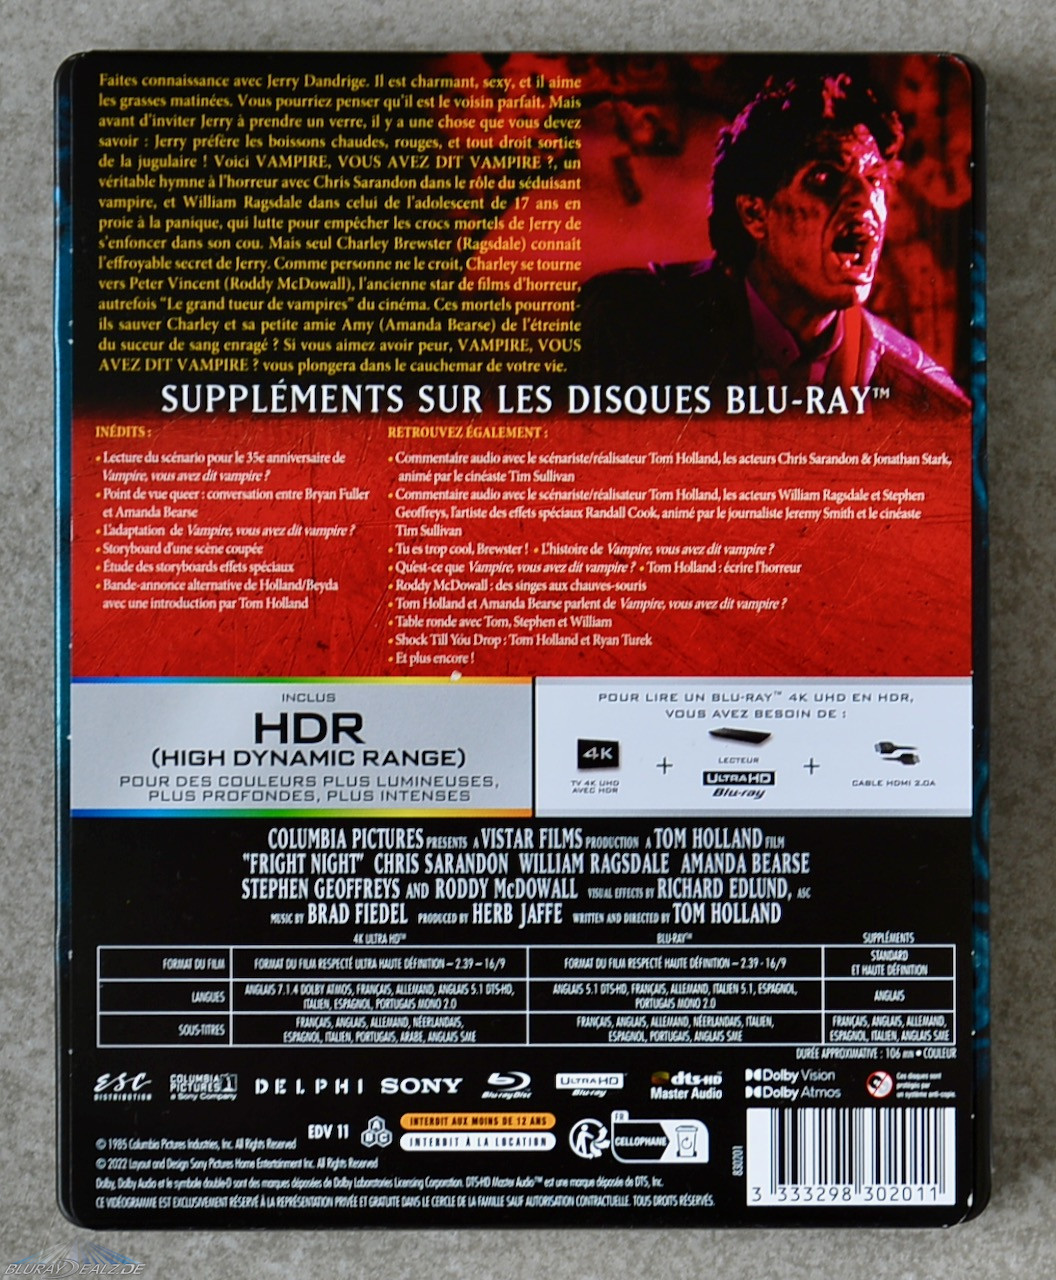 Faites connaissance avec Jerry Dandrige. Il est charmant, sexy, et il aime
les grasses matinées. Vous pourriez penser qu'il est le voisin parfait. Mais
avant d'inviter Jerry à prendre un verre, il y a une chose que vous devez
savoir : Jerry préfère les boissons chaudes, rouges, et tout droit sorties
de la jugulaire ! Voici VAMPIRE, VOUS AVEZ DIT VAMPIRE ?, un
véritable hymne à l'horreur avec Chris Sarandon dans le rôle du séduisant
vampire, et William Ragsdale dans celui de l'adolescent de 17 ans en
proie à la panique, qui lutte pour empêcher les crocs mortels de Jerry de
s'enfoncer dans son cou. Mais seul Charley Brewster (Ragsdale) connaît
l'effroyable secret de Jerry. Comme personne ne le croit, Charley se tourne
vers Peter Vincent (Roddy McDowall), l'ancienne star de films d'horreur,
autrefois "Le grand tueur de vampires" du cinéma. Ces mortels pourront-
ils sauver Charley et sa petite amie Amy (Amanda Bearse) de l'étreinte
du suceur de sang enragé ? Si vous aimez avoir peur, VAMPIRE, VOUS
AVEZ DIT VAMPIRE ? vous plongera dans le cauchemar de votre vie.
SUPPLÉMENTS SUR LES DISQUES BLU-RAY™
INÉDITS :
• Lecture du scénario pour le 35e anniversaire de
Vampire, vous avez dit vampire ?
• Point de vue queer : conversation entre Bryan Fuller
et Amanda Bearse
• L'adaptation de Vampire, vous avez dit vampire ?
• Storyboard d'une scène coupée
• Étude des storyboards effets spéciaux
• Bande-annonce alternative de Holland/Beyda
avec une introduction par Tom Holland
RETROUVEZ ÉGALEMENT :
• Commentaire audio avec le scénariste/réalisateur Tom Holland, les acteurs Chris Sarandon & Jonathan Stark,
animé par le cinéaste Tim Sullivan
• Commentaire audio avec le scénariste/réalisateur Tom Holland, les acteurs William Ragsdale et Stephen
Geoffreys, l'artiste des effets spéciaux Randall Cook, animé par le journaliste Jeremy Smith et le cinéaste
Tim Sullivan
• Tu es trop cool, Brewster ! • L'histoire de Vampire, vous avez dit vampire ?
• Qu'est-ce que Vampire, vous avez dit vampire ? • Tom Holland : écrire l'horreur
• Roddy McDowall : des singes aux chauves-souris
• Tom Holland et Amanda Bearse parlent de Vampire, vous avez dit vampire ?
• Table ronde avec Tom, Stephen et William
• Shock Till You Drop : Tom Holland et Ryan Turek
• Et plus encore !
INCLUS
HDR
(HIGH DYNAMIC RANGE)
POUR DES COULEURS PLUS LUMINEUSES,
PLUS PROFONDES, PLUS INTENSES
POUR LIRE UN BLU-RAY™ 4K UHD EN HDR,
VOUS AVEZ BESOIN DE :
4K
TV 4K UHD
AVEC HDR
+
LECTEUR
ULTRA HD
Blu-ray
+
CABLE HDMI 2.0A
COLUMBIA PICTURES PRESENTS A VISTAR FILMS PRODUCTION A TOM HOLLAND FILM
"FRIGHT NIGHT" CHRIS SARANDON WILLIAM RAGSDALE AMANDA BEARSE
STEPHEN GEOFFREYS AND RODDY McDOWALL VISUAL EFFECTS BY RICHARD EDLUND, ASC
MUSIC BY BRAD FIEDEL PRODUCED BY HERB JAFFE WRITTEN AND DIRECTED BY TOM HOLLAND
4K ULTRA HD™ BLU-RAY™ SUPPLÉMENTS
FORMAT DU FILM
FORMAT DU FILM RESPECTÉ ULTRA HAUTE DÉFINITION – 2.39 – 16/9
FORMAT DU FILM RESPECTÉ HAUTE DÉFINITION – 2.39 - 16/9
STANDARD
ET HAUTE DÉFINITION
LANGUES
ANGLAIS 7.1.4 DOLBY ATMOS, FRANÇAIS, ALLEMAND, ANGLAIS 5.1 DTS-HD,
ITALIEN, ESPAGNOL, PORTUGAIS MONO 2.0
ANGLAIS 5.1 DTS-HD, FRANÇAIS, ALLEMAND, ITALIEN 5.1, ESPAGNOL,
PORTUGAIS MONO 2.0
ANGLAIS
SOUS-TITRES
FRANÇAIS, ANGLAIS, ALLEMAND, NÉERLANDAIS,
ESPAGNOL, ITALIEN, PORTUGAIS, ARABE, ANGLAIS SME
FRANÇAIS, ANGLAIS, ALLEMAND, NÉERLANDAIS, ITALIEN,
ESPAGNOL, PORTUGAIS, ANGLAIS SME
FRANÇAIS, ANGLAIS, ALLEMAND,
ESPAGNOL, ITALIEN, ANGLAIS SME
DURÉE APPROXIMATIVE : 106 mn • COULEUR
ESC
DISTRIBUTION
COLUMBIA
PICTURES
a Sony Company
DELPHI
SONY
Blu-ray Disc
ULTRA HD
Blu-ray
dts-HD
Master Audio
Dolby Vision
Dolby Atmos
Ces disques sont
protégés par
un système anti-copie.
EDV 11
A B C
INTERDIT AUX MOINS DE 12 ANS
INTERDIT À LA LOCATION
FR
CELLOPHANE
830201
3 333298 302011
© 1985 Columbia Pictures Industries, Inc. All Rights Reserved
© 2022 Layout and Design Sony Pictures Home Entertainment Inc. All Rights Reserved
Dolby, Dolby Audio et le symbole double-D sont des marques déposées de Dolby Laboratories Licensing Corporation. DTS-HD Master Audio™ est une marque déposée de DTS, Inc.
CE VIDÉOGRAMME EST EXCLUSIVEMENT RÉSERVÉ À LA REPRÉSENTATION PRIVÉE ET GRATUITE DANS LE CERCLE DE LA FAMILLE SAUF AUTORISATION CONTRACTUELLE. TOUS DROITS RÉSERVÉS.
BLURAYDEALZ.DE